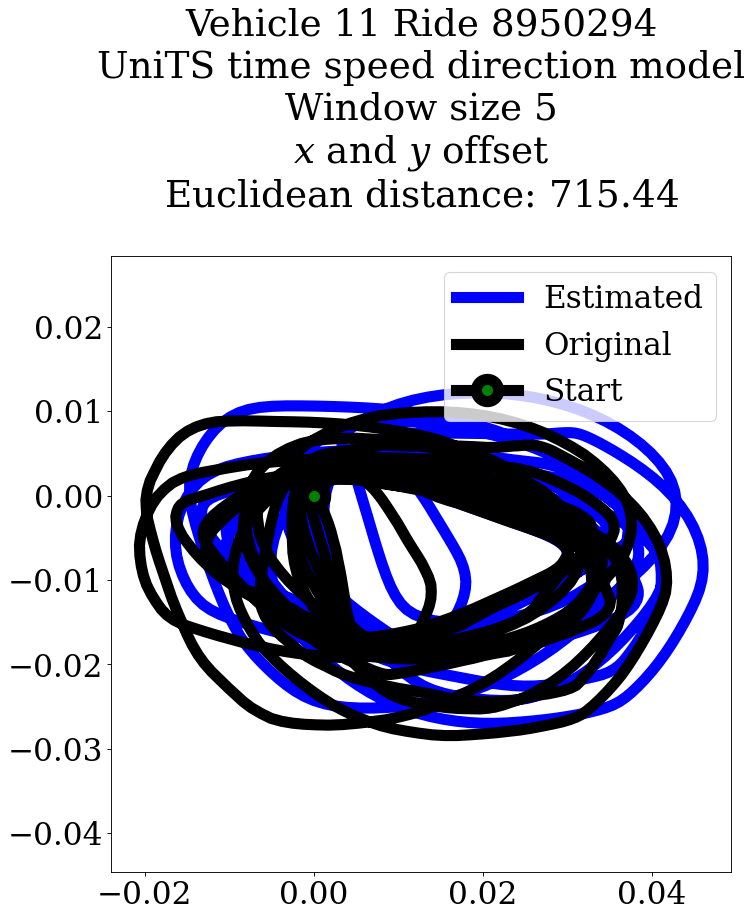 Vehicle 11 Ride 8950294
UniTS time speed direction model
Window size 5
x and y offset
Euclidean distance: 715.44
Estimated
Original
Start
0.02
0.01
0.00
−0.01
−0.02
−0.03
−0.04
−0.02 0.00 0.02 0.04